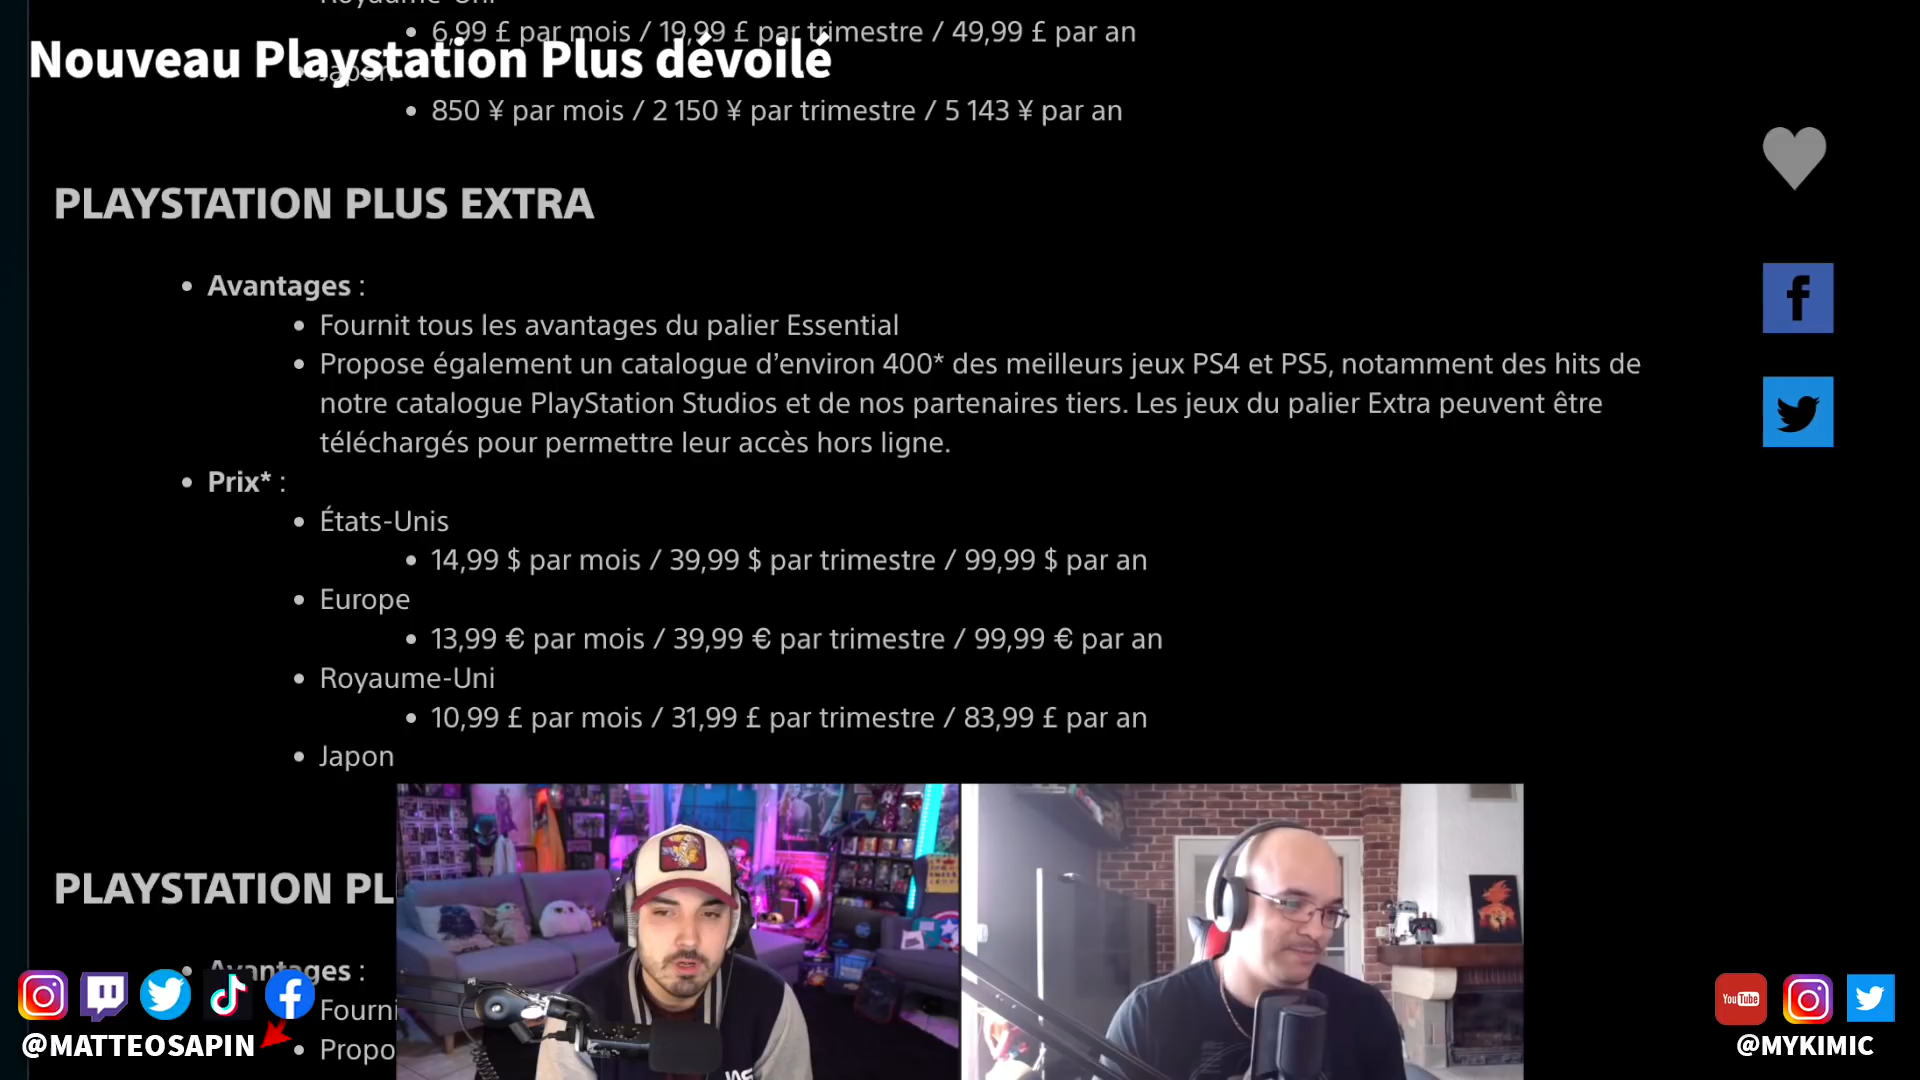 6,99 £ par mois / 19,99 £ par trimestre / 49,99 £ par an
Nouveau Playstation Plus dévoilé
Japon
850 ¥ par mois / 2 150 ¥ par trimestre / 5 143 ¥ par an
PLAYSTATION PLUS EXTRA
Avantages :
Fournit tous les avantages du palier Essential
Propose également un catalogue d’environ 400* des meilleurs jeux PS4 et PS5, notamment des hits de
notre catalogue PlayStation Studios et de nos partenaires tiers. Les jeux du palier Extra peuvent être
téléchargés pour permettre leur accès hors ligne.
Prix* :
États-Unis
14,99 $ par mois / 39,99 $ par trimestre / 99,99 $ par an
Europe
13,99 € par mois / 39,99 € par trimestre / 99,99 € par an
Royaume-Uni
10,99 £ par mois / 31,99 £ par trimestre / 83,99 £ par an
Japon
PLAYSTATION PL
Avantages :
Fourni
Propo
@MATTEOSAPIN
YouTube
@MYKIMIC